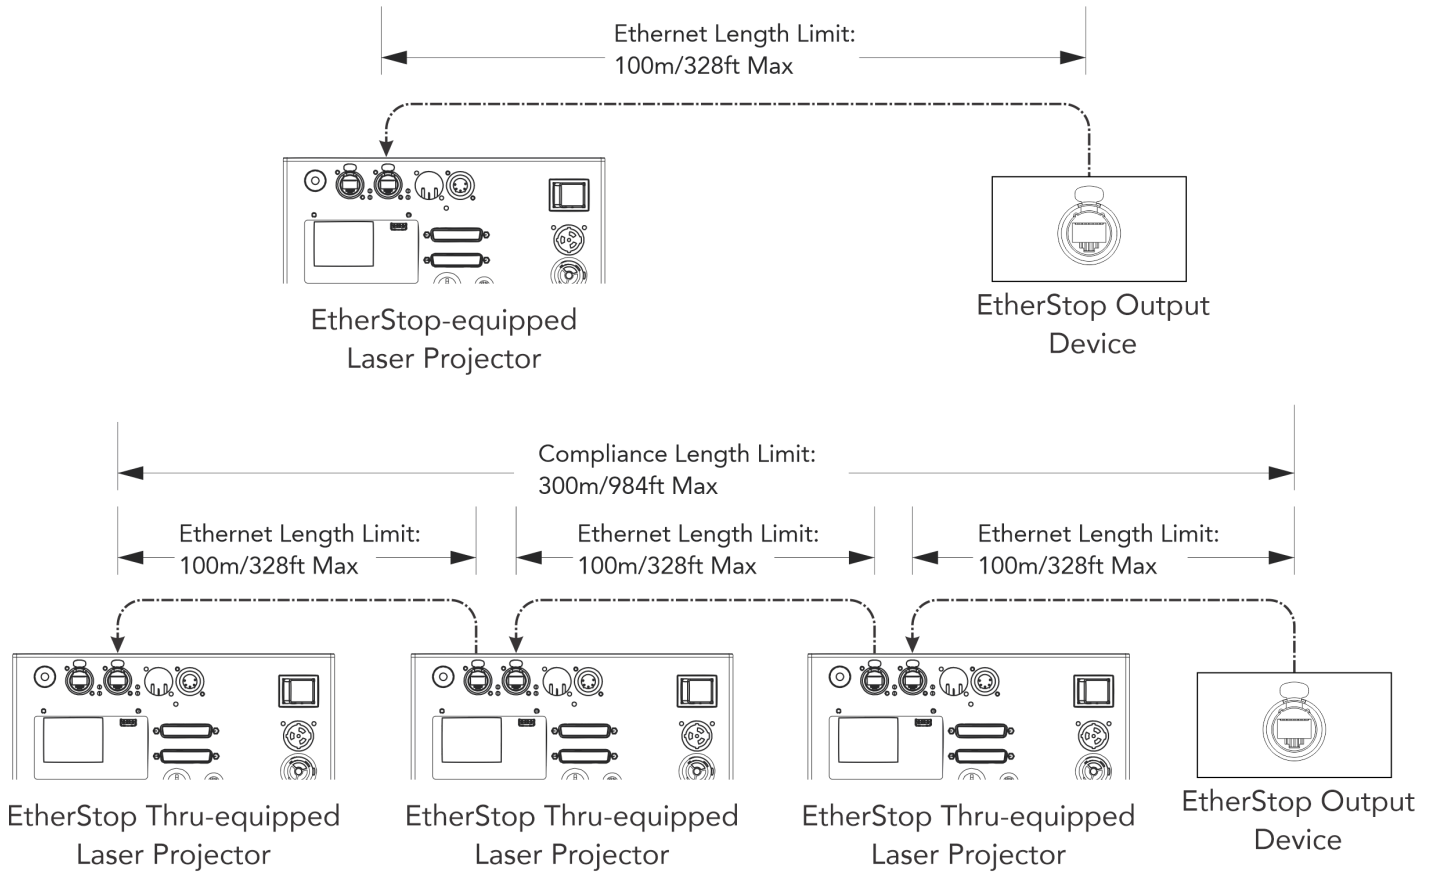 Ethernet Length Limit:
100m/328ft Max
EtherStop-equipped
Laser Projector
EtherStop Output
Device
Compliance Length Limit:
300m/984ft Max
Ethernet Length Limit:
100m/328ft Max
Ethernet Length Limit:
100m/328ft Max
Ethernet Length Limit:
100m/328ft Max
EtherStop Thru-equipped
Laser Projector
EtherStop Thru-equipped
Laser Projector
EtherStop Thru-equipped
Laser Projector
EtherStop Output
Device